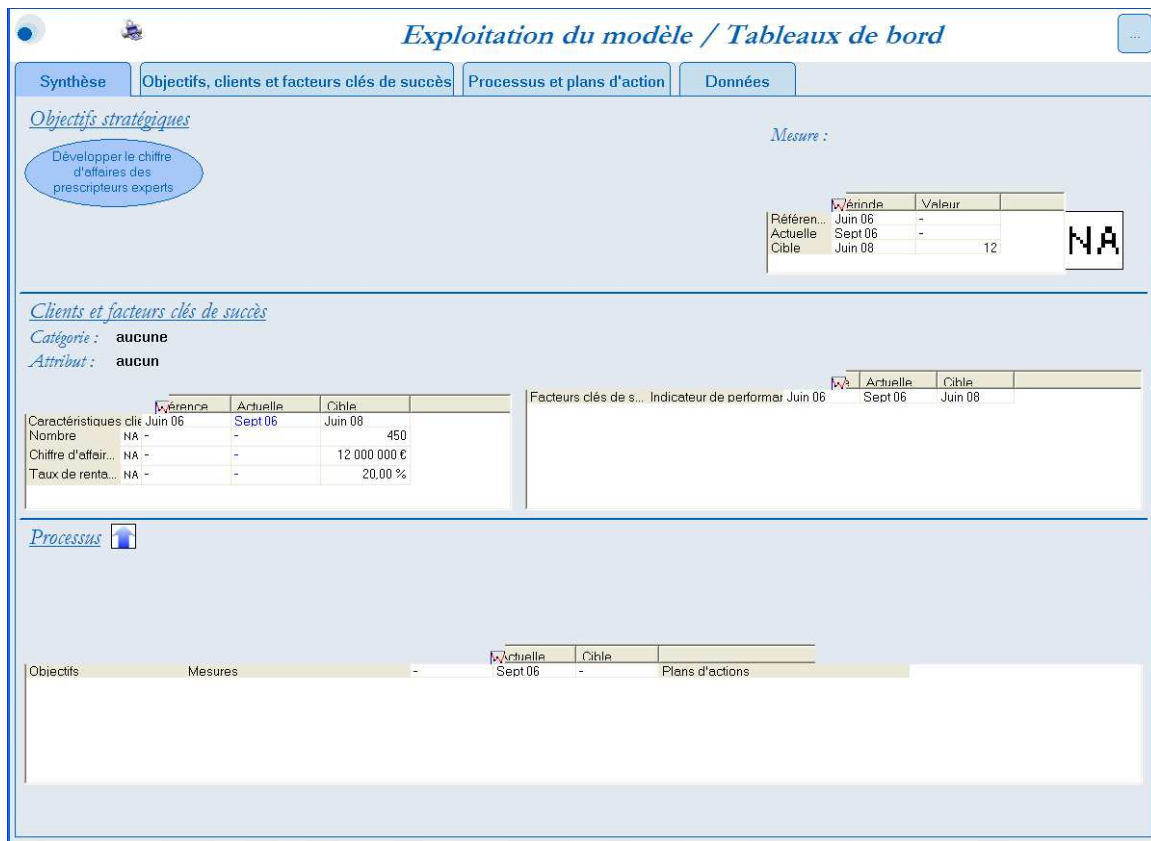 Exploitation du modèle / Tableaux de bord
...
Synthèse
Objectifs, clients et facteurs clés de succès
Processus et plans d'action
Données
Objectifs stratégiques
Développer le chiffre
d'affaires des
prescripteurs experts
Mesure :
Période Valeur
Référen... Juin 06 -
Actuelle Sept 06 -
Cible Juin 08 12
NA
Clients et facteurs clés de succès
Catégorie : aucune
Attribut : aucun
érence Actuelle Cible
Caractéristiques clie Juin 06 Sept 06 Juin 08
Nombre NA - - 450
Chiffre d'affair... NA - - 12 000 000 €
Taux de renta... NA - - 20,00 %
Actuelle Cible
Facteurs clés de s... Indicateur de performar Juin 06 Sept 06 Juin 08
Processus
Actuelle Cible
Objectifs Mesures - Sept 06 - Plans d'actions